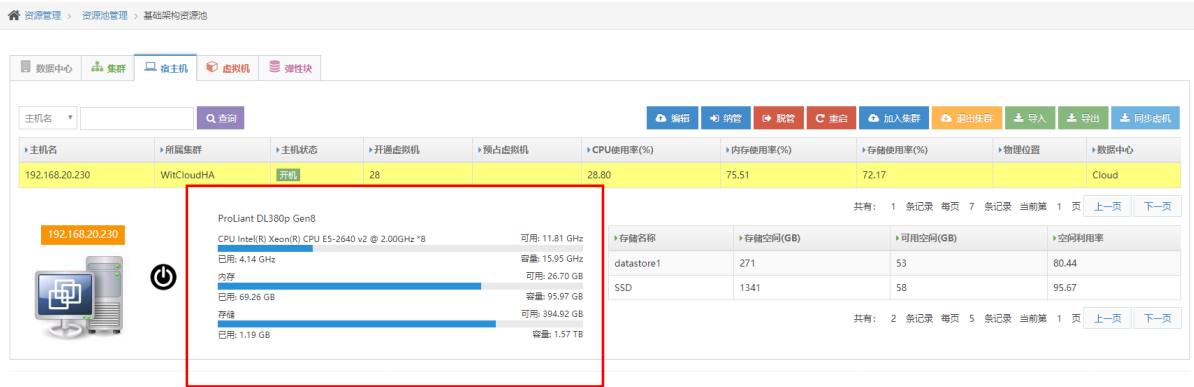 资源管理 > 资源池管理 > 基础架构资源池
数据中心 集群 宿主机 虚拟机 弹性块
主机名 查询 编辑 纳管 脱管 重启 加入集群 退出集群 导入 导出 同步虚机
主机名 所属集群 主机状态 开通虚拟机 预占虚拟机 CPU使用率(%) 内存使用率(%) 存储使用率(%) 物理位置 数据中心
192.168.20.230 WitCloudHA 开机 28 28.80 75.51 72.17 Cloud
共有: 1 条记录 每页 7 条记录 当前第 1 页 上一页 下一页
192.168.20.230
ProLiant DL380p Gen8
CPU Intel(R) Xeon(R) CPU E5-2640 v2 @ 2.00GHz *8 可用: 11.81 GHz
已用: 4.14 GHz 容量: 15.95 GHz
内存 可用: 26.70 GB
已用: 69.26 GB 容量: 95.97 GB
存储 可用: 394.92 GB
已用: 1.19 GB 容量: 1.57 TB
存储名称 存储空间(GB) 可用空间(GB) 空间利用率
datastore1 271 53 80.44
SSD 1341 58 95.67
共有: 2 条记录 每页 5 条记录 当前第 1 页 上一页 下一页